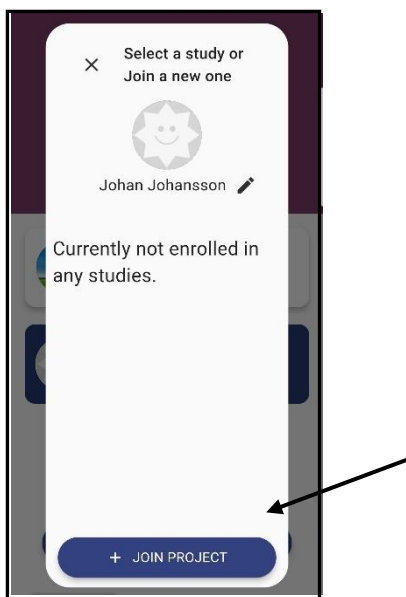 Select a study or
Join a new one
Johan Johansson
Currently not enrolled in
any studies.
+ JOIN PROJECT